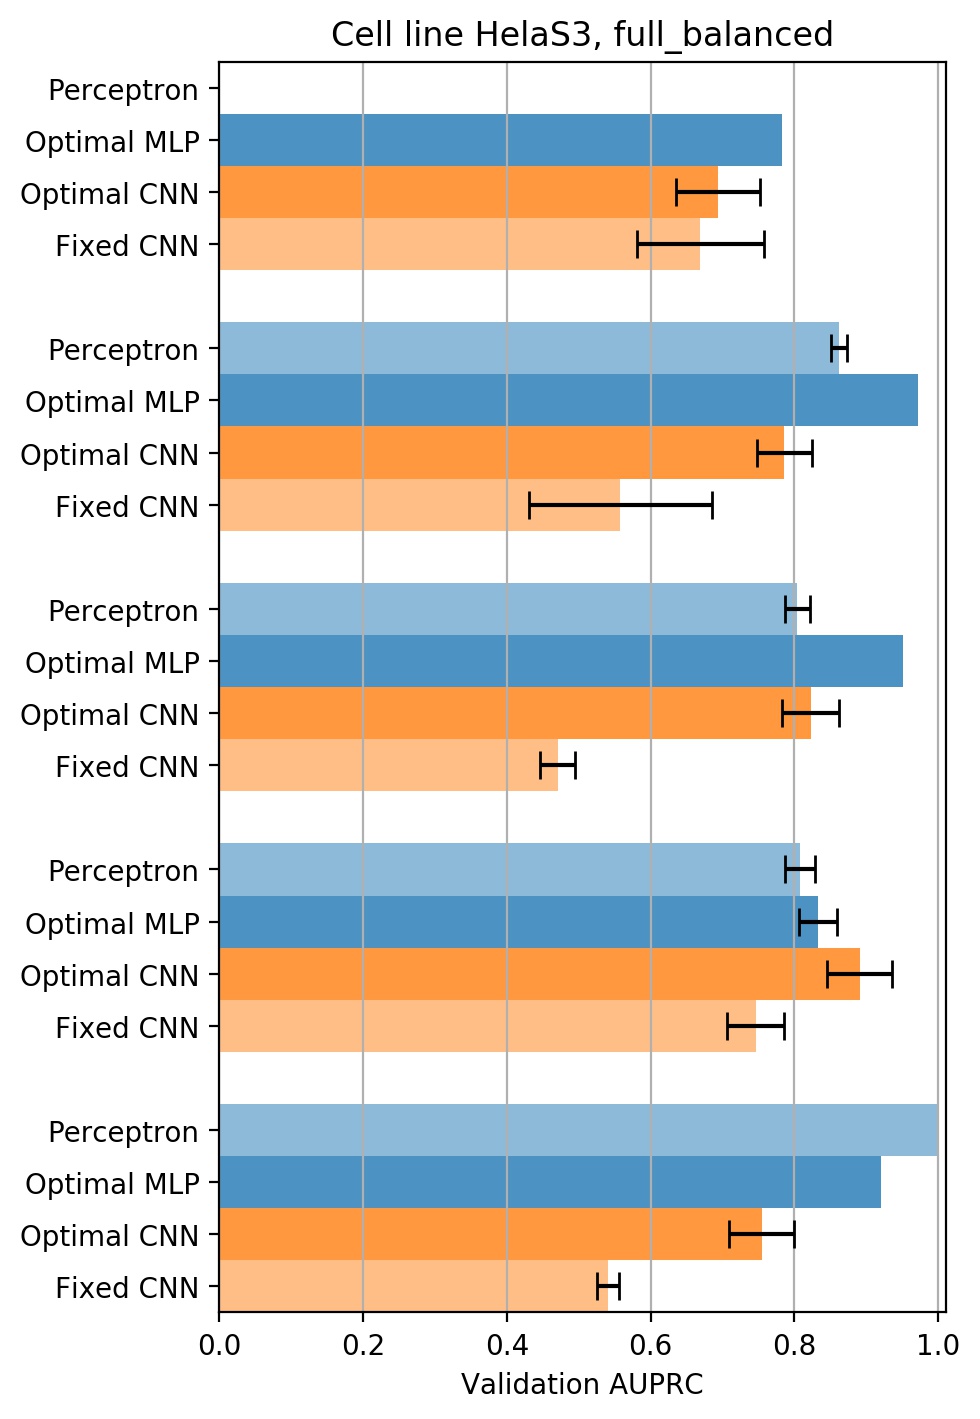 Cell line HelaS3, full_balanced
Perceptron
Optimal MLP
Optimal CNN
Fixed CNN
Perceptron
Optimal MLP
Optimal CNN
Fixed CNN
Perceptron
Optimal MLP
Optimal CNN
Fixed CNN
Perceptron
Optimal MLP
Optimal CNN
Fixed CNN
Perceptron
Optimal MLP
Optimal CNN
Fixed CNN
0.0 0.2 0.4 0.6 0.8 1.0
Validation AUPRC